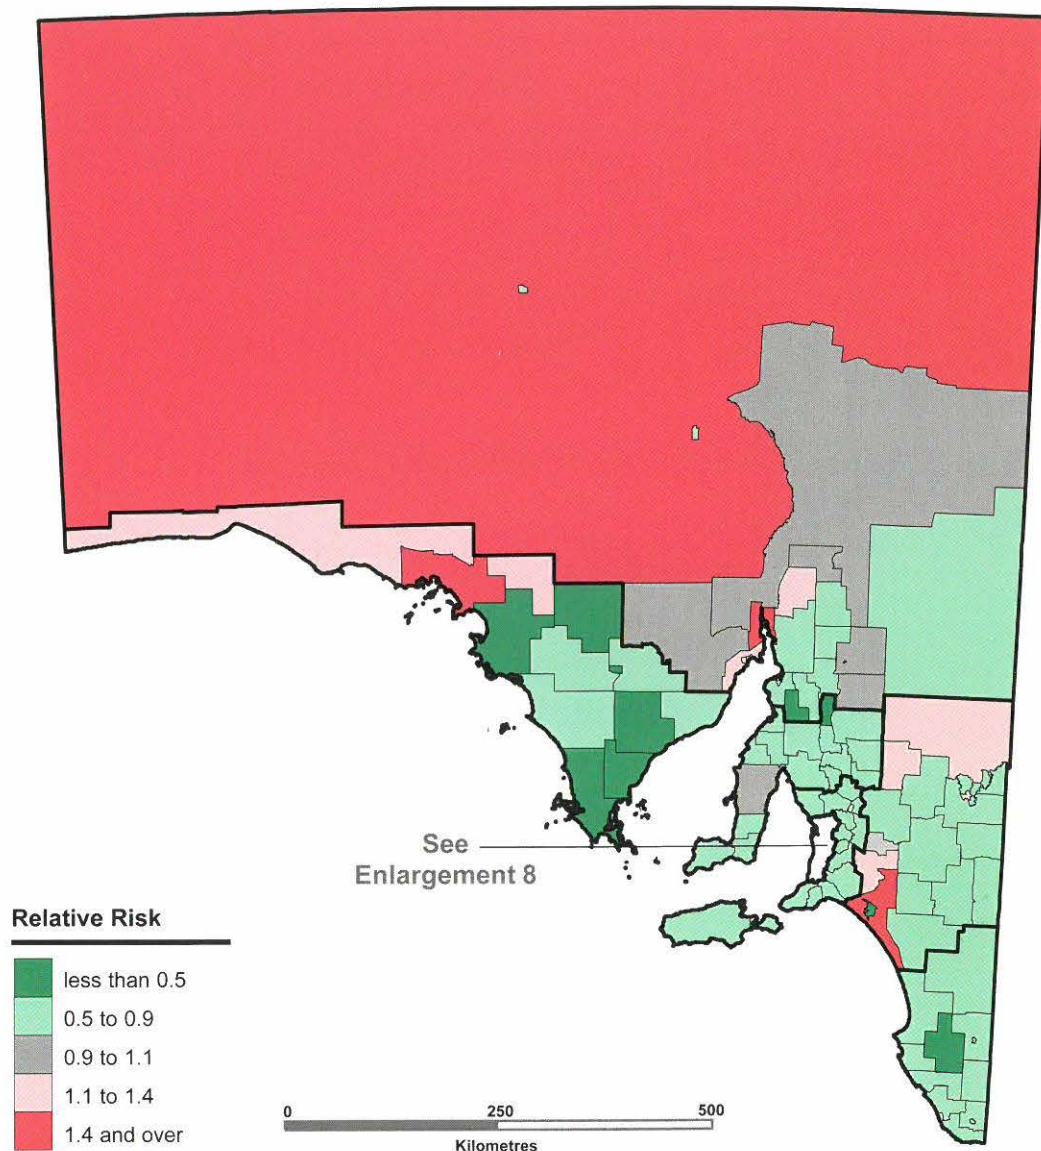 See
Enlargement 8
Relative Risk
less than 0.5
0.5 to 0.9
0.9 to 1.1
1.1 to 1.4
1.4 and over
0 250 500
Kilometres